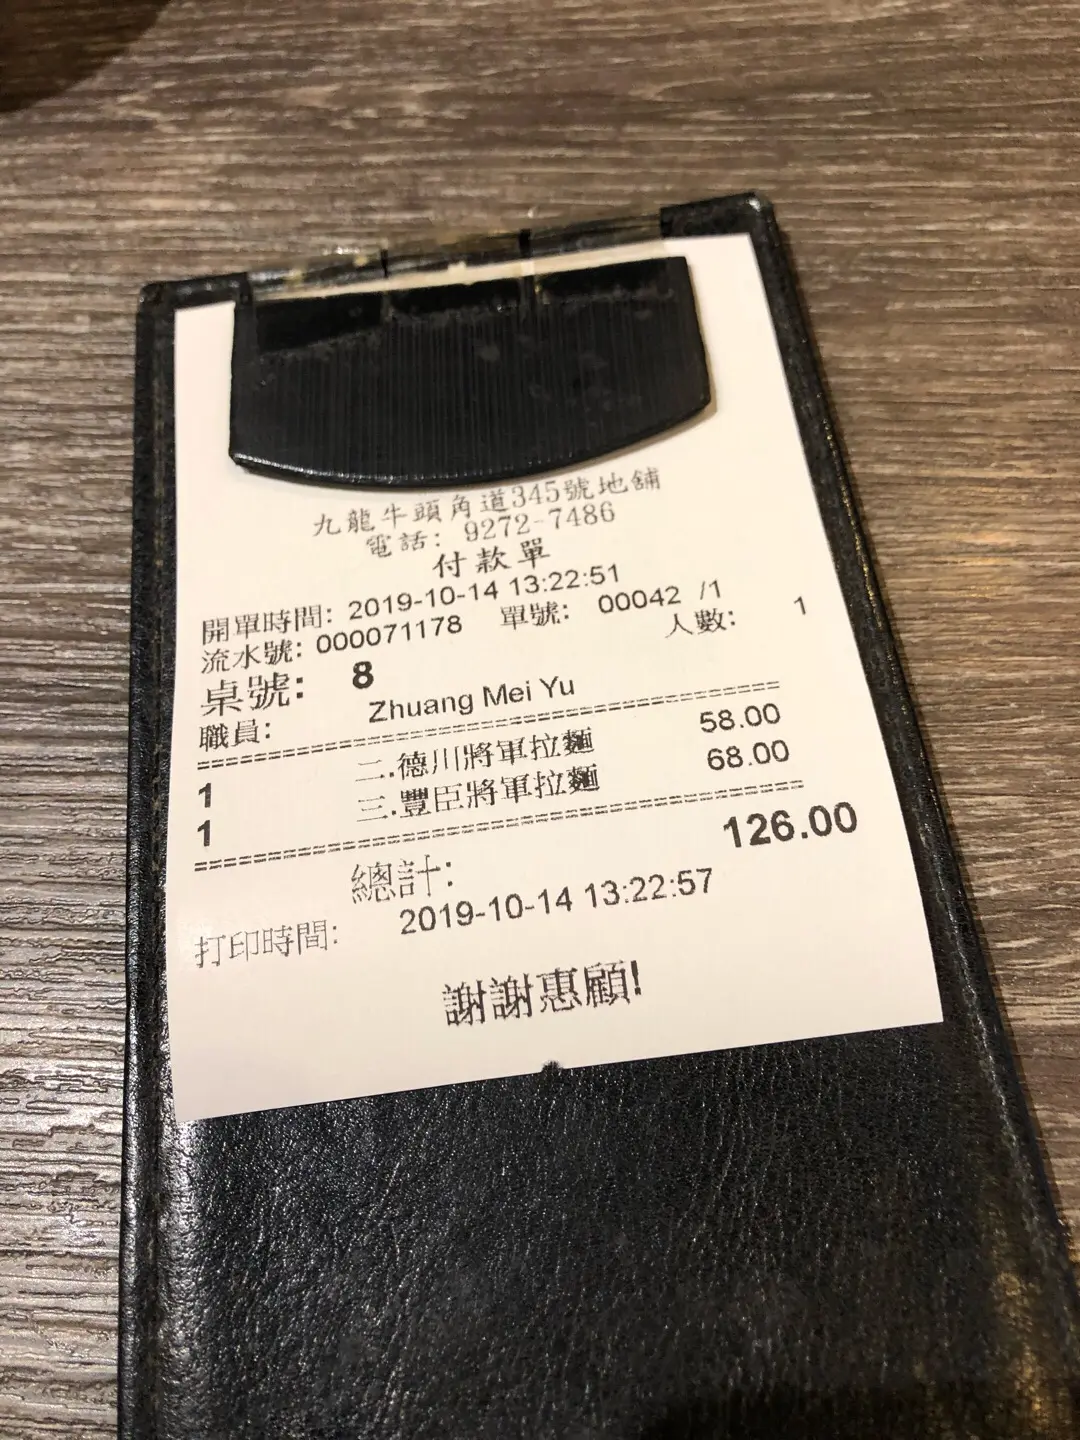 九龍牛頭角道345號地舖
電話: 9272-7486
付款單
開單時間: 2019-10-14 13:22:51
流水號: 000071178 單號: 00042 /1
桌號: 8 人數: 1
職員: Zhuang Mei Yu
1 二.德川將軍拉麵 58.00
1 三.豐臣將軍拉麵 68.00
總計: 126.00
打印時間: 2019-10-14 13:22:57
謝謝惠顧!